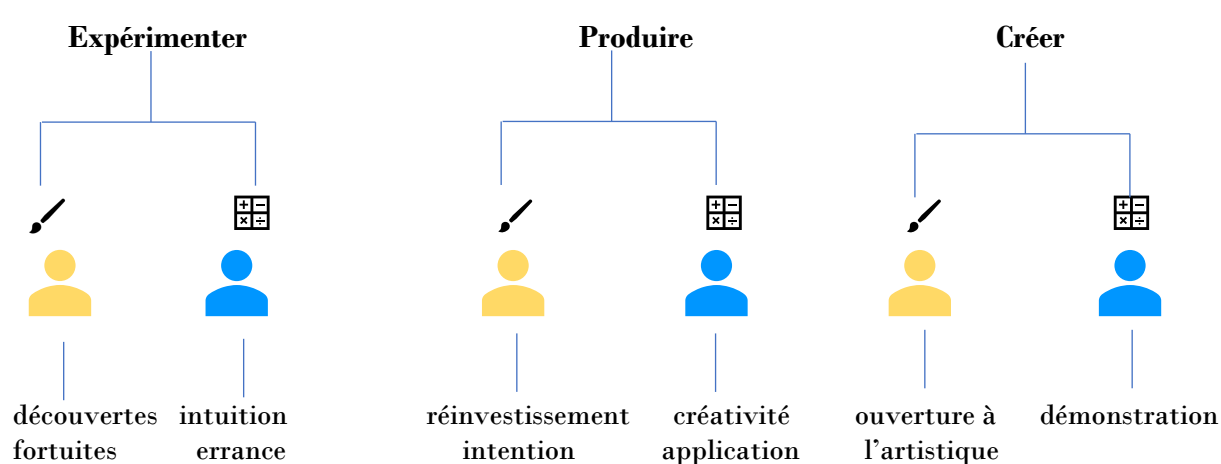 Expérimenter
Produire
Créer
découvertes
fortuites
intuition
errance
réinvestissement
intention
créativité
application
ouverture à
l'artistique
démonstration